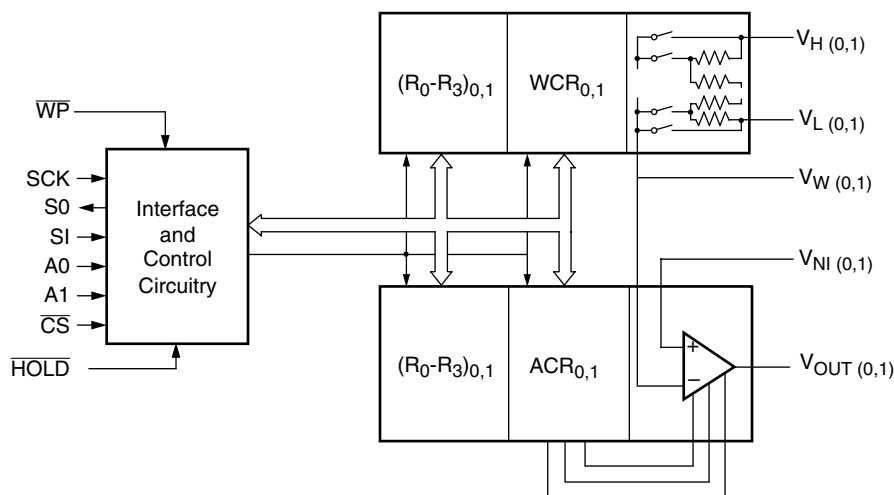 WP
SCK
S0
SI
A0
A1
CS
HOLD
Interface
and
Control
Circuitry
(R0-R3)0,1
WCR0,1
VH (0,1)
VL (0,1)
VW (0,1)
VNI (0,1)
(R0-R3)0,1
ACR0,1
+
−
VOUT (0,1)